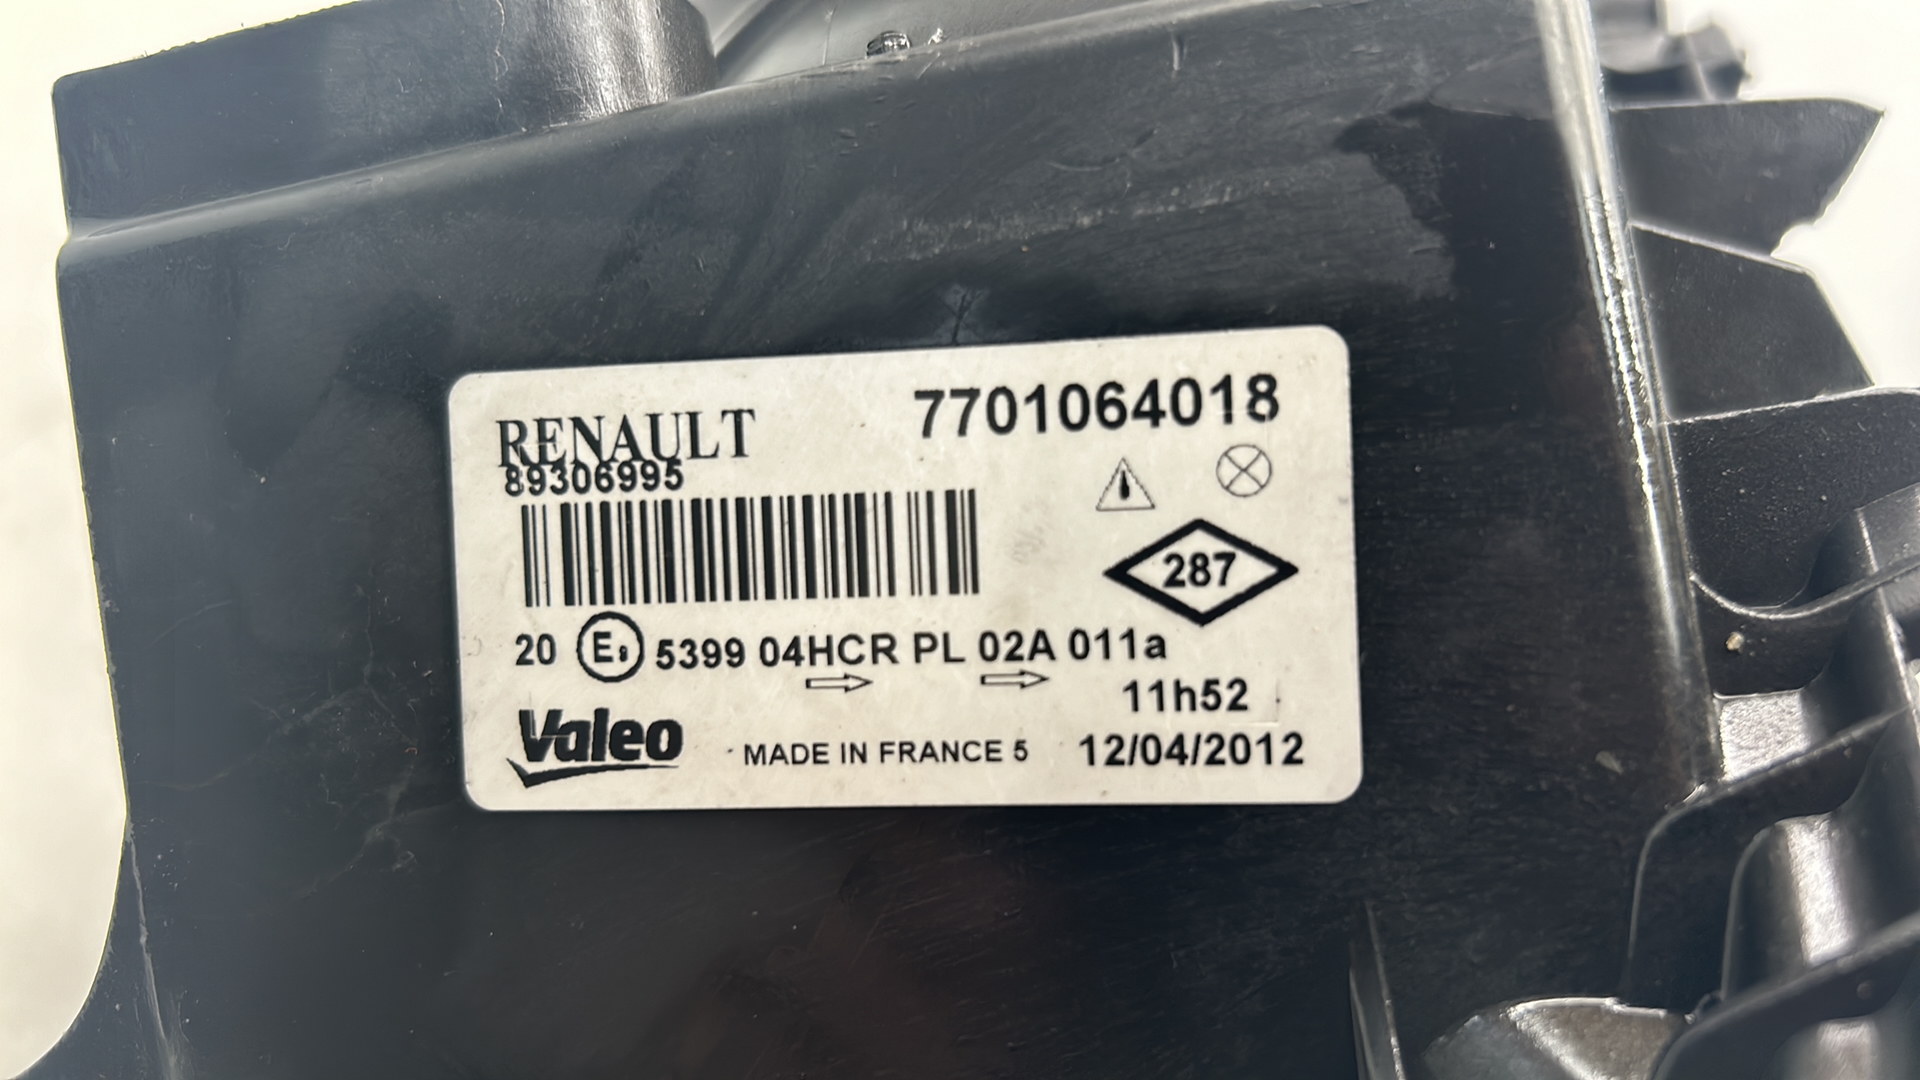 RENAULT 7701064018
89306995
287
20 E9 5399 04HCR PL 02A 011a
11h52
Valeo MADE IN FRANCE 5 12/04/2012